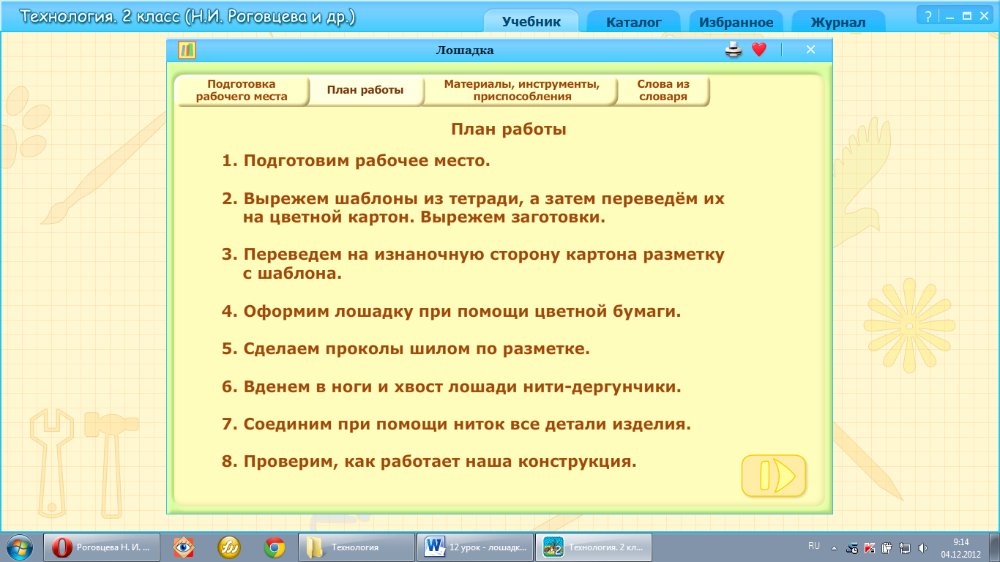 Технология. 2 класс (Н.И. Роговцева и др.)
Учебник
Каталог
Избранное
Журнал
?
Лошадка
Подготовка
рабочего места
План работы
Материалы, инструменты,
приспособления
Слова из
словаря
План работы
1. Подготовим рабочее место.
2. Вырежем шаблоны из тетради, а затем переведём их
на цветной картон. Вырежем заготовки.
3. Переведем на изнаночную сторону картона разметку
с шаблона.
4. Оформим лошадку при помощи цветной бумаги.
5. Сделаем проколы шилом по разметке.
6. Вденем в ноги и хвост лошади нити-дергунчики.
7. Соединим при помощи ниток все детали изделия.
8. Проверим, как работает наша конструкция.
Роговцева Н. И. ...
Технология
12 урок - лошадк...
Технология. 2 кл...
RU
9:14
04.12.2012